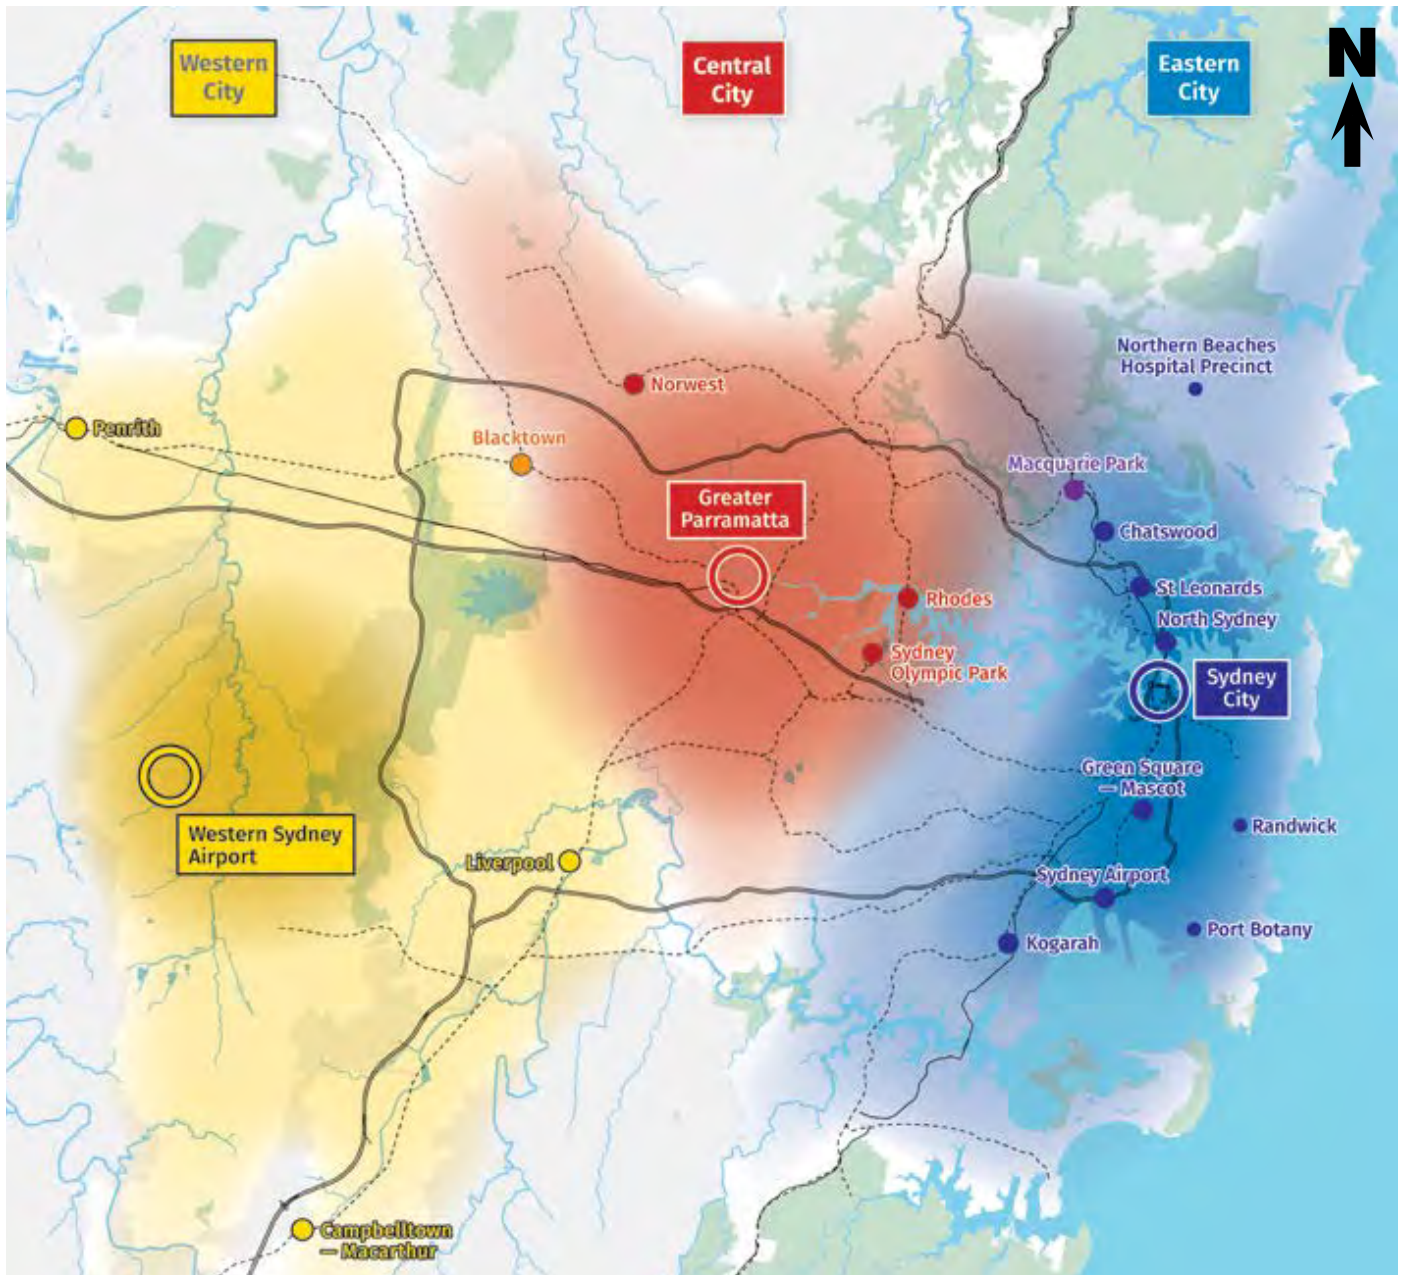 Western
City
Central
City
Eastern
City
N
Northern Beaches
Hospital Precinct
Norwest
Penrith
Blacktown
Macquarie Park
Greater
Parramatta
Chatswood
St Leonards
Rhodes
North Sydney
Sydney
Olympic Park
Sydney
City
Green Square
— Mascot
Western Sydney
Airport
Randwick
Liverpool
Sydney Airport
Port Botany
Kogarah
Campbelltown
— Macarthur